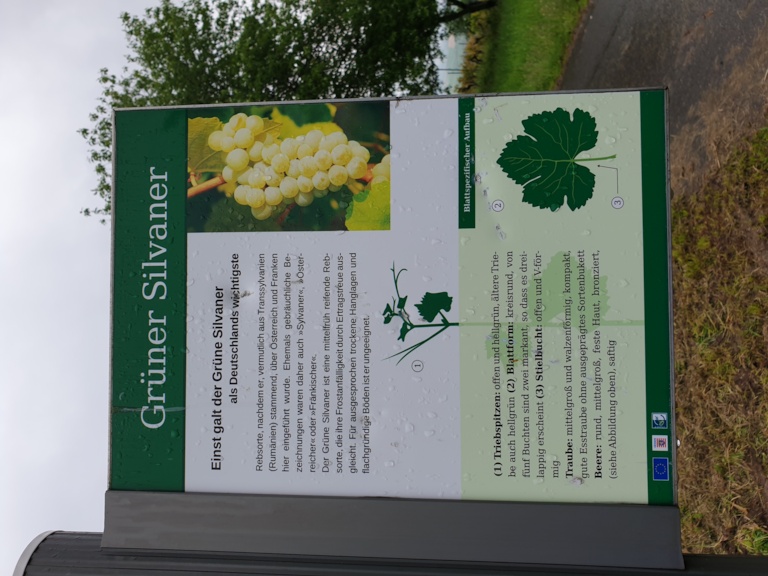 Grüner Silvaner
Einst galt der Grüne Silvaner
als Deutschlands wichtigste
Rebsorte, nachdem er, vermutlich aus Transsylvanien
(Rumänien) stammend, über Österreich und Franken
hier eingeführt wurde. Ehemals gebräuchliche Be-
zeichnungen waren daher auch »Sylvaner«, »Öster-
reicher« oder »Fränkischer«.
Der Grüne Silvaner ist eine mittelfrüh reifende Reb-
sorte, die ihre Frostanfälligkeit durch Ertragstreue aus-
gleicht. Für ausgesprochen trockene Hanglagen und
flachgründige Böden ist er ungeeignet.
1
Blattspezifischer Aufbau
(1) Triebspitzen: offen und hellgrün, ältere Trie-
be auch hellgrün (2) Blattform: kreisrund, von
fünf Buchten sind zwei markant, so dass es drei-
lappig erscheint (3) Stielbucht: offen und V-för-
mig
Traube: mittelgroß und walzenförmig, kompakt,
gute Esstraube ohne ausgeprägtes Sortenbukett
Beere: rund, mittelgroß, feste Haut, bronziert,
(siehe Abbildung oben), saftig
2
3